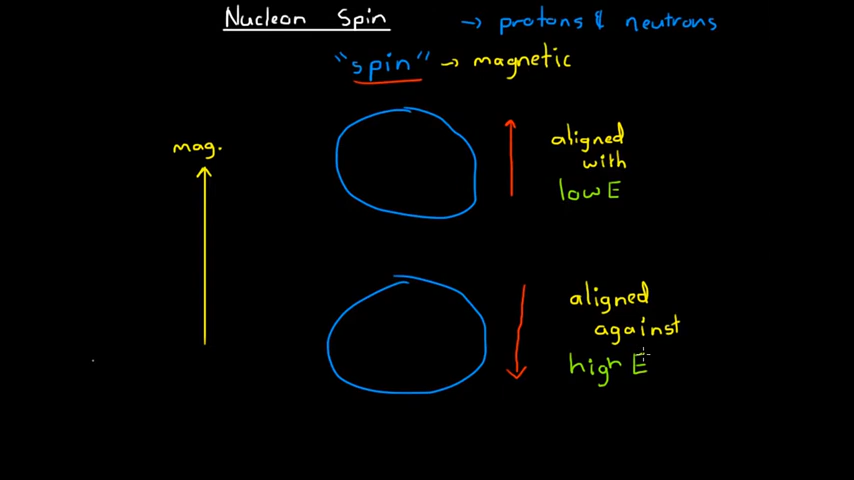 Nucleon Spin → protons & neutrons
"spin" → magnetic
mag.
aligned
with
low E
aligned
against
high E